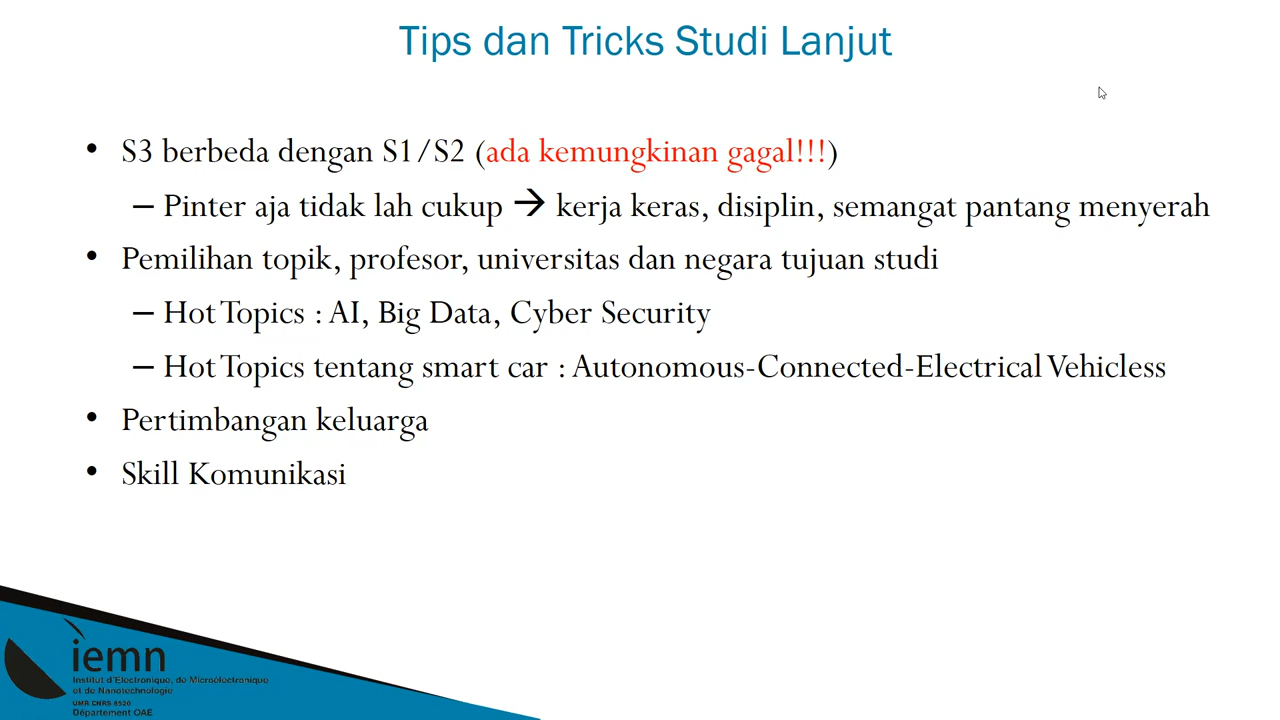 Tips dan Tricks Studi Lanjut
• S3 berbeda dengan S1/S2 (ada kemungkinan gagal!!!)
– Pinter aja tidak lah cukup → kerja keras, disiplin, semangat pantang menyerah
• Pemilihan topik, profesor, universitas dan negara tujuan studi
– Hot Topics : AI, Big Data, Cyber Security
– Hot Topics tentang smart car : Autonomous-Connected-Electrical Vehicless
• Pertimbangan keluarga
• Skill Komunikasi
iemn
Institut d'Electronique, de Microélectronique
et de Nanotechnologie
UMR CNRS 8520
Département OAE